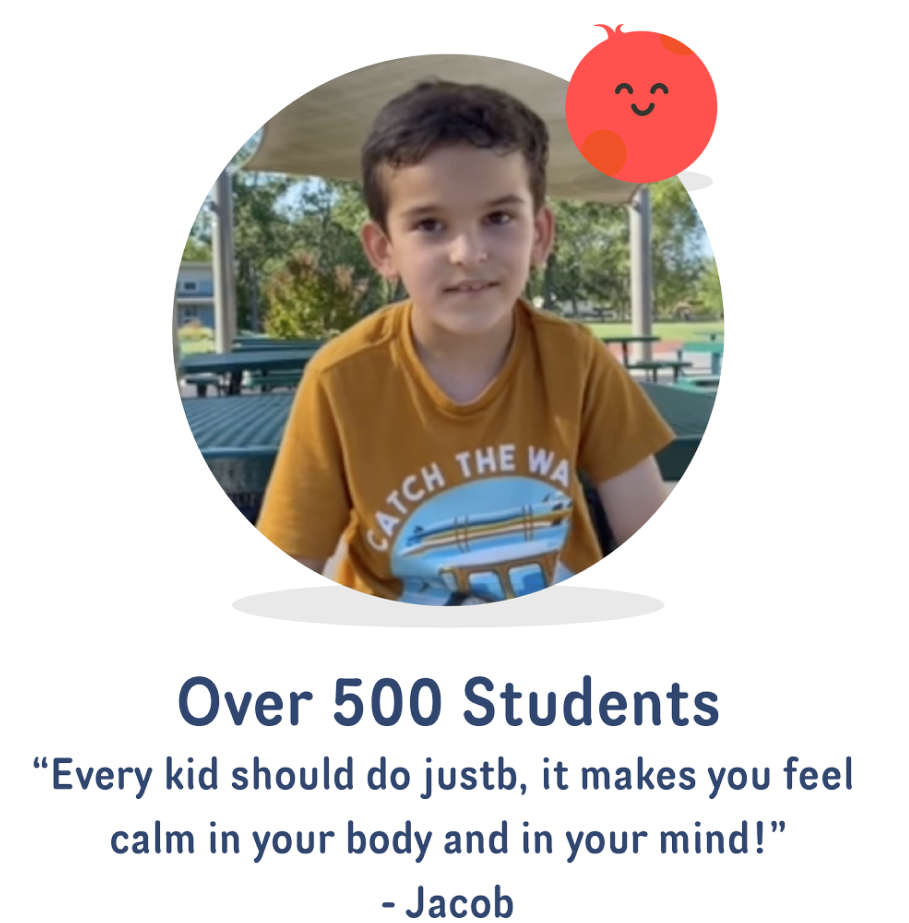 CATCH THE WA
Over 500 Students
“Every kid should do justb, it makes you feel
calm in your body and in your mind!”
- Jacob